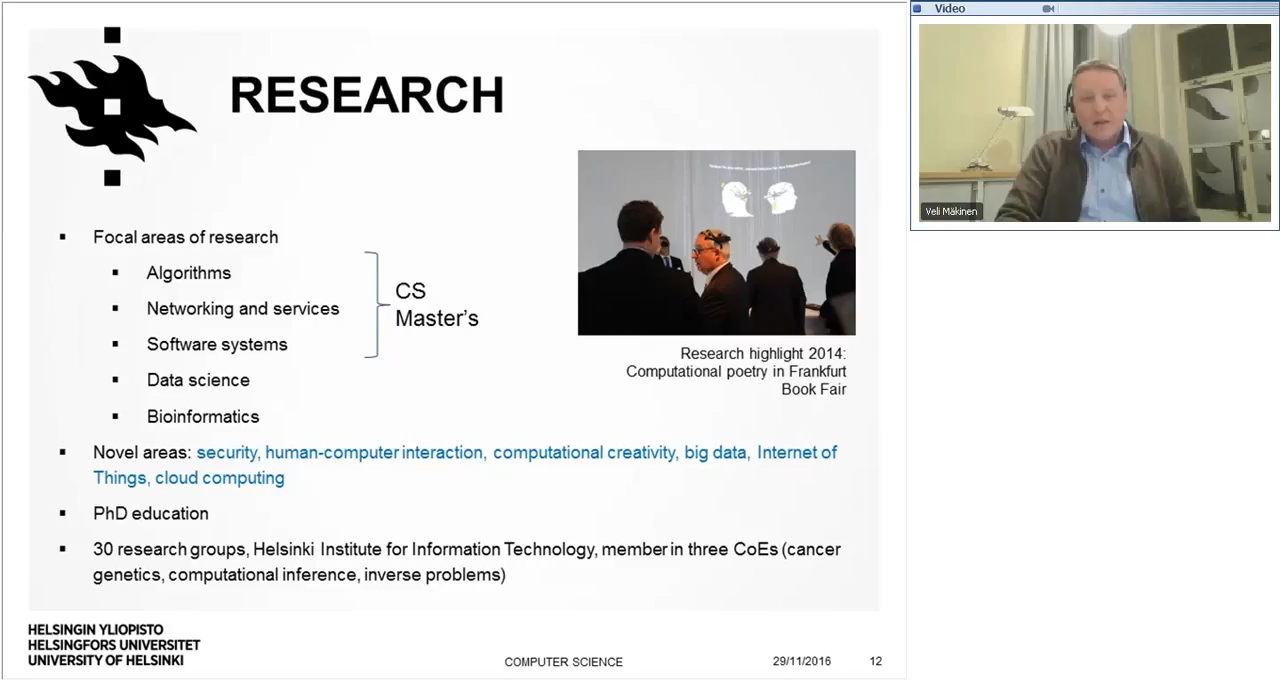 RESEARCH
▪ Focal areas of research
▪ Algorithms
▪ Networking and services
▪ Software systems
▪ Data science
▪ Bioinformatics
CS
Master’s
Research highlight 2014:
Computational poetry in Frankfurt
Book Fair
▪ Novel areas: security, human-computer interaction, computational creativity, big data, Internet of
Things, cloud computing
▪ PhD education
▪ 30 research groups, Helsinki Institute for Information Technology, member in three CoEs (cancer
genetics, computational inference, inverse problems)
HELSINGIN YLIOPISTO
HELSINGFORS UNIVERSITET
UNIVERSITY OF HELSINKI
COMPUTER SCIENCE
29/11/2016
12
Video
Veli Mäkinen